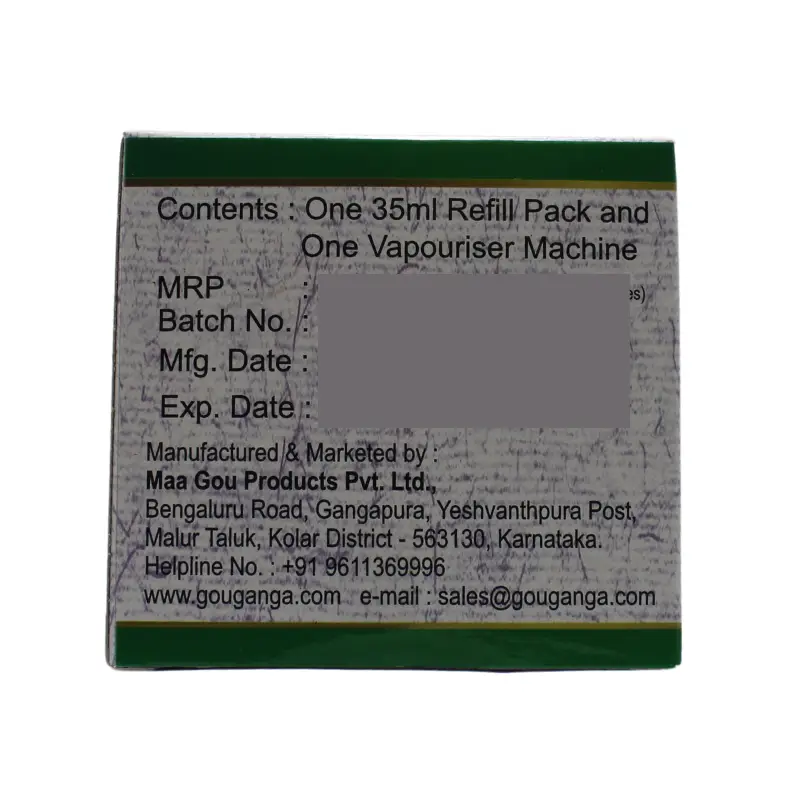 Contents : One 35ml Refill Pack and
One Vapouriser Machine
MRP :
Batch No. :
Mfg. Date :
Exp. Date :
Manufactured & Marketed by :
Maa Gou Products Pvt. Ltd.,
Bengaluru Road, Gangapura, Yeshvanthpura Post,
Malur Taluk, Kolar District - 563130, Karnataka.
Helpline No. : +91 9611369996
www.gouganga.com e-mail : sales@gouganga.com